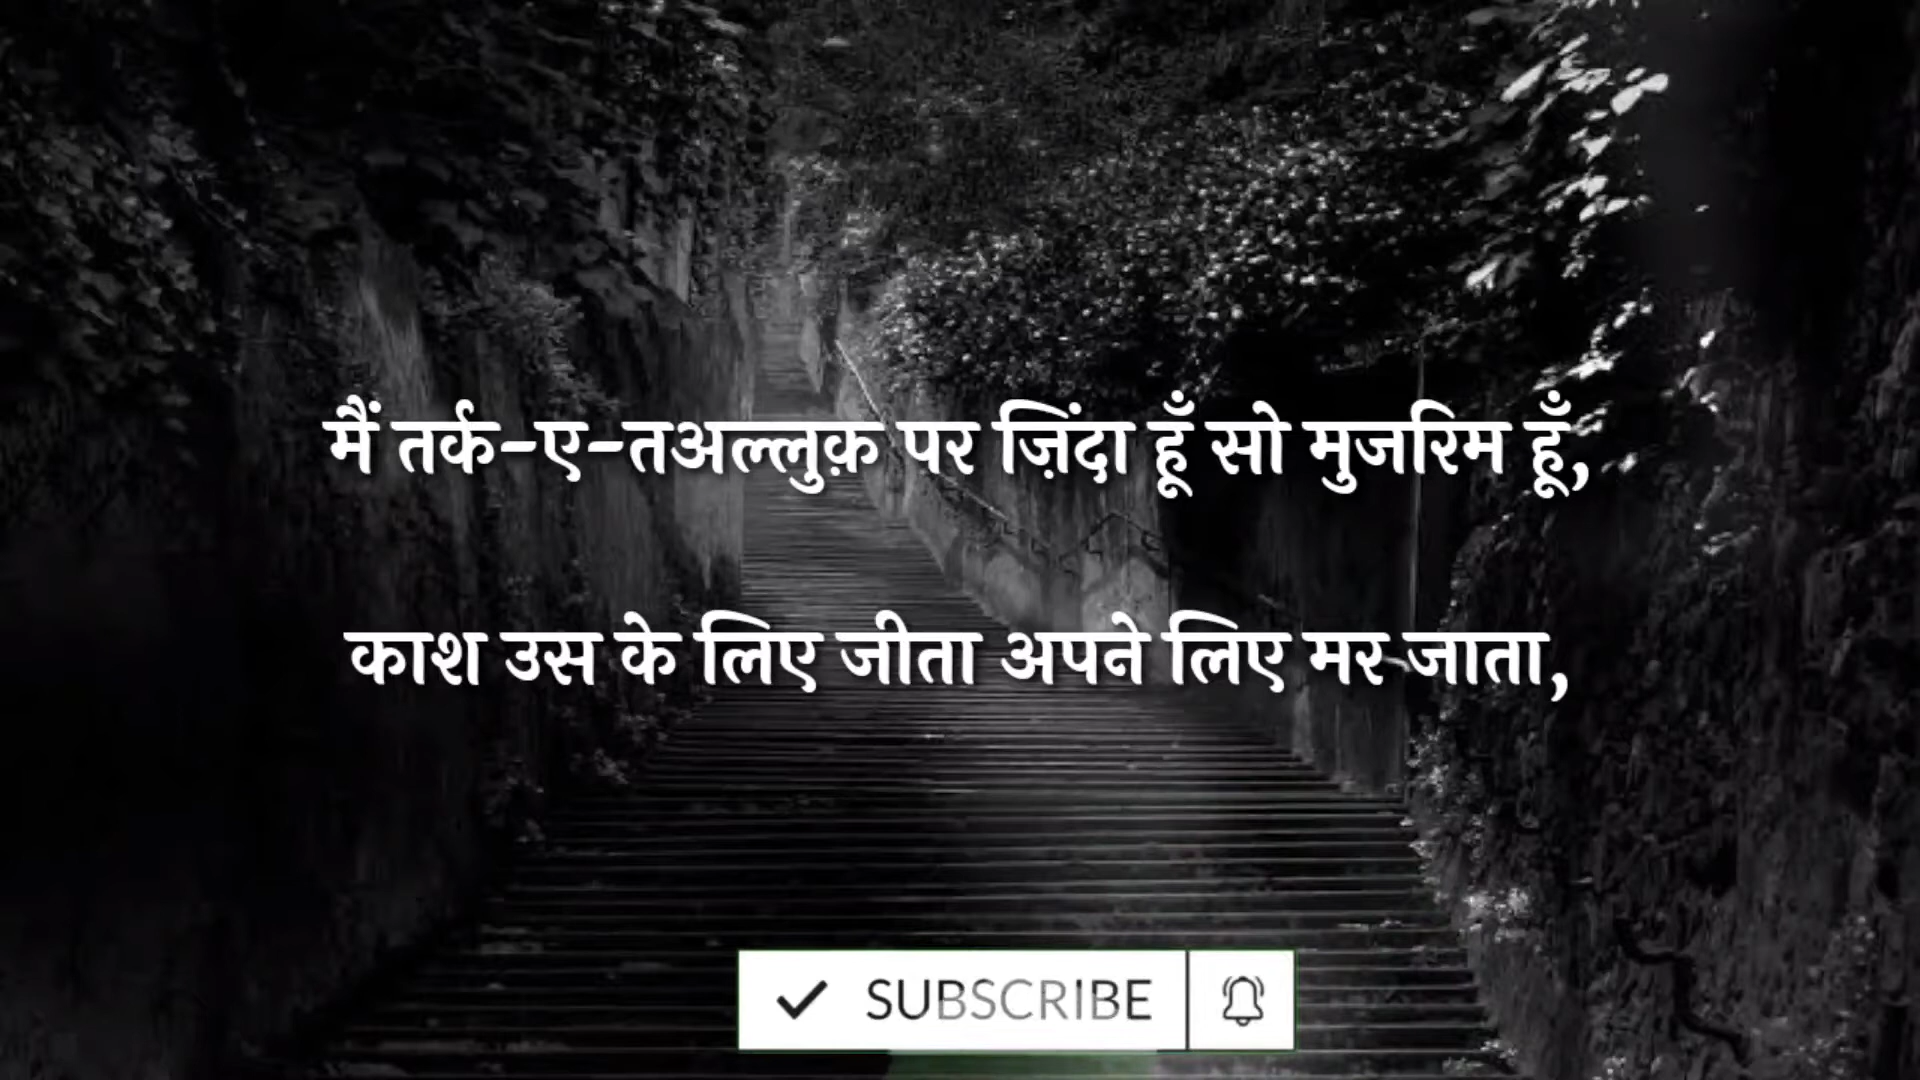 मैं तर्क-ए-तअल्लुक़ पर ज़िंदा हूँ सो मुजरिम हूँ,
काश उस के लिए जीता अपने लिए मर जाता,
SUBSCRIBE